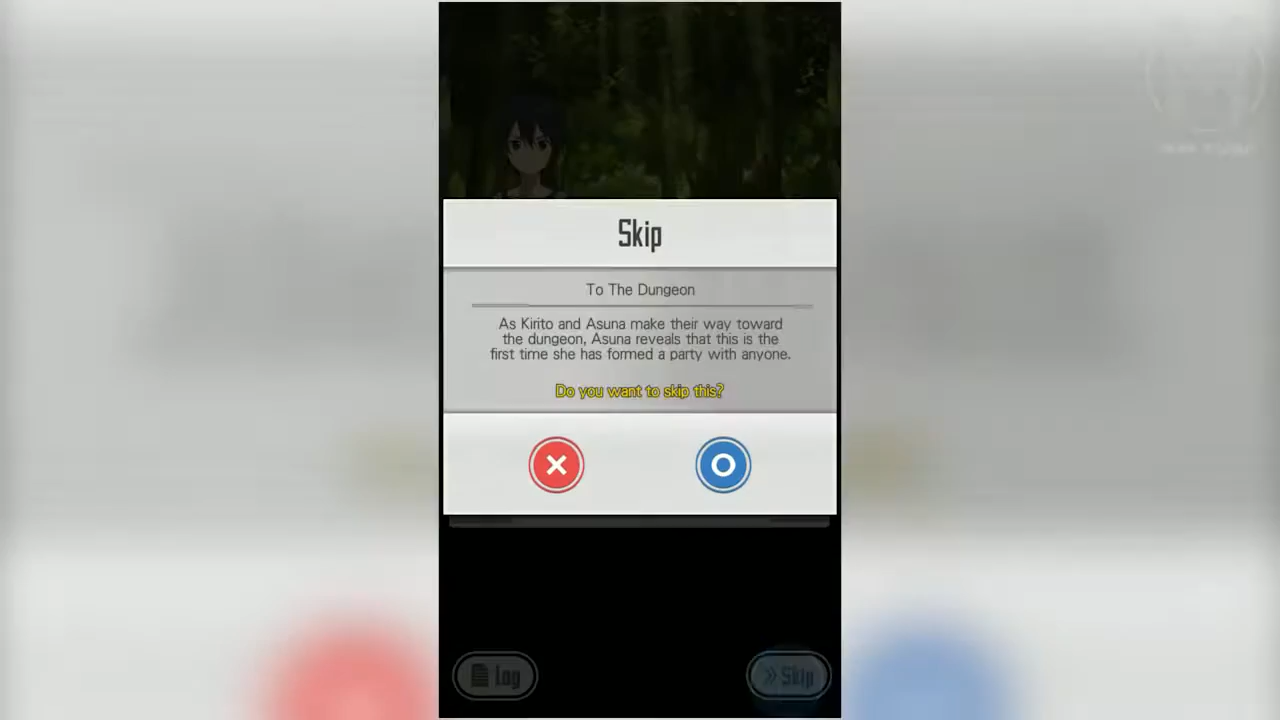 Skip
To The Dungeon
As Kirito and Asuna make their way toward
the dungeon, Asuna reveals that this is the
first time she has formed a party with anyone.
Do you want to skip this?
Log
Skip